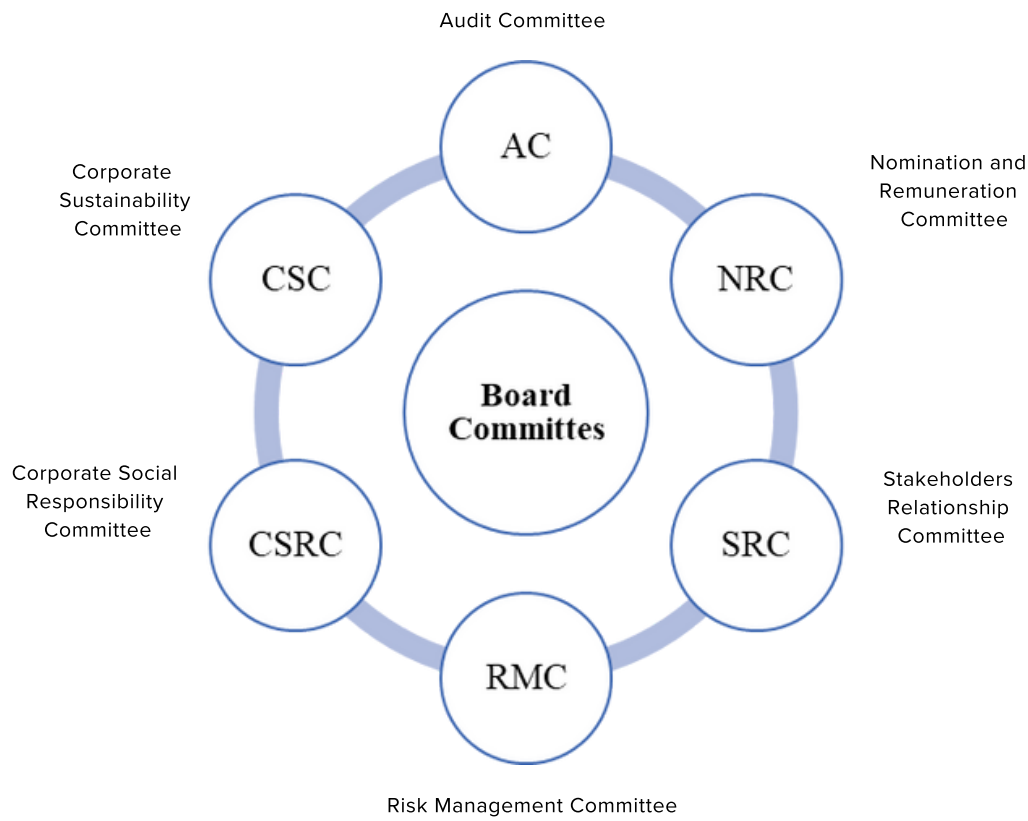 Audit Committee
AC
Corporate
Sustainability
Committee
CSC
Nomination and
Remuneration
Committee
NRC
Board
Committes
Corporate Social
Responsibility
Committee
CSRC
Stakeholders
Relationship
Committee
SRC
RMC
Risk Management Committee